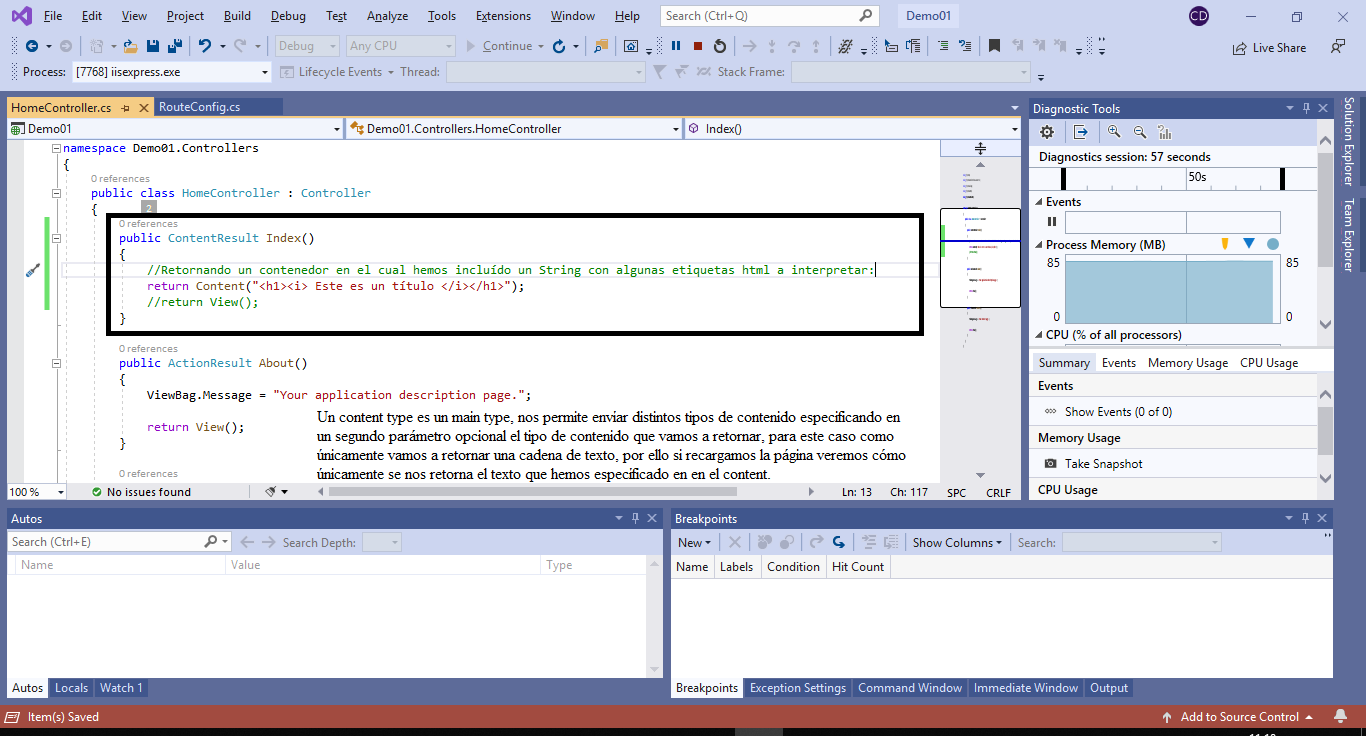 File Edit View Project Build Debug Test Analyze Tools Extensions Window Help Search (Ctrl+Q) Demo01 CD
Debug Any CPU Continue Live Share
Process: [7768] iisexpress.exe Lifecycle Events Thread: Stack Frame:
HomeController.cs RouteConfig.cs
Demo01 Demo01.Controllers.HomeController Index()
namespace Demo01.Controllers
{
0 references
public class HomeController : Controller
{
2
0 references
public ContentResult Index()
{
//Retornando un contenedor en el cual hemos incluído un String con algunas etiquetas html a interpretar:
return Content("<h1><i> Este es un título </i></h1>");
//return View();
}
0 references
public ActionResult About()
{
ViewBag.Message = "Your application description page.";
return View();
}
0 references
Un content type es un main type, nos permite enviar distintos tipos de contenido especificando en
un segundo parámetro opcional el tipo de contenido que vamos a retornar, para este caso como
únicamente vamos a retornar una cadena de texto, por ello si recargamos la página veremos cómo
únicamente se nos retorna el texto que hemos especificado en en el content.
100 % No issues found Ln: 13 Ch: 117 SPC CRLF
Diagnostic Tools
Diagnostics session: 57 seconds
50s
Events
Process Memory (MB)
85 85
0 0
CPU (% of all processors)
Summary Events Memory Usage CPU Usage
Events
Show Events (0 of 0)
Memory Usage
Take Snapshot
CPU Usage
Solution Explorer
Team Explorer
Autos
Search (Ctrl+E) Search Depth:
Name Value Type
Autos Locals Watch 1
Breakpoints
New Show Columns Search:
Name Labels Condition Hit Count
Breakpoints Exception Settings Command Window Immediate Window Output
Item(s) Saved Add to Source Control